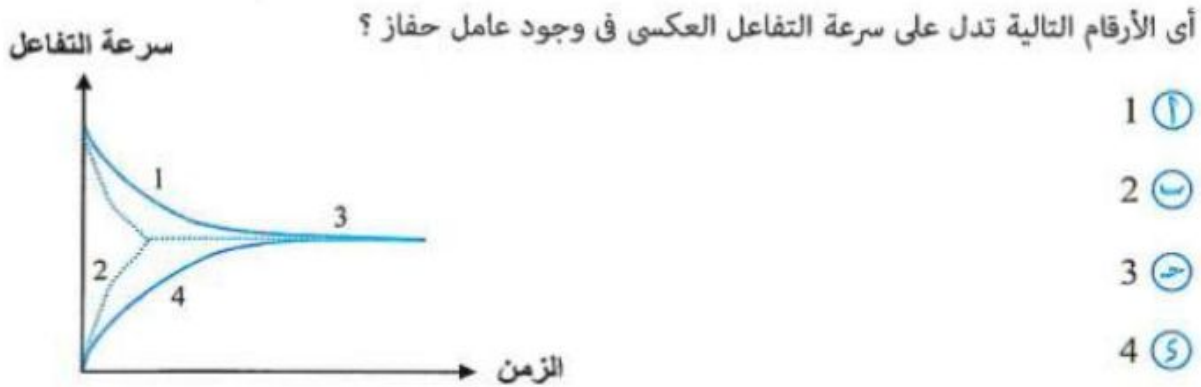 أى الأرقام التالية تدل على سرعة التفاعل العكسى فى وجود عامل حفاز ؟
أ 1
ب 2
ج 3
د 4
سرعة التفاعل
1
2
3
4
الزمن